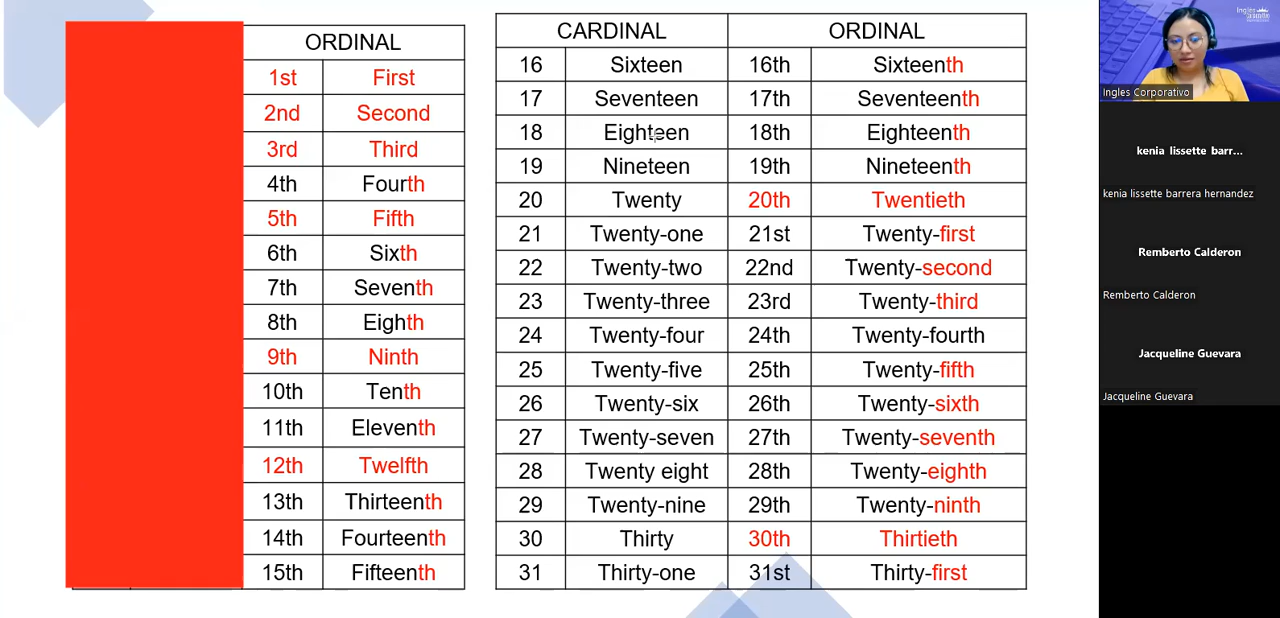 ORDINAL
1st First
2nd Second
3rd Third
4th Fourth
5th Fifth
6th Sixth
7th Seventh
8th Eighth
9th Ninth
10th Tenth
11th Eleventh
12th Twelfth
13th Thirteenth
14th Fourteenth
15th Fifteenth
CARDINAL ORDINAL
16 Sixteen 16th Sixteenth
17 Seventeen 17th Seventeenth
18 Eighteen 18th Eighteenth
19 Nineteen 19th Nineteenth
20 Twenty 20th Twentieth
21 Twenty-one 21st Twenty-first
22 Twenty-two 22nd Twenty-second
23 Twenty-three 23rd Twenty-third
24 Twenty-four 24th Twenty-fourth
25 Twenty-five 25th Twenty-fifth
26 Twenty-six 26th Twenty-sixth
27 Twenty-seven 27th Twenty-seventh
28 Twenty eight 28th Twenty-eighth
29 Twenty-nine 29th Twenty-ninth
30 Thirty 30th Thirtieth
31 Thirty-one 31st Thirty-first
Ingles Corporativo
kenia lissette barr...
kenia lissette barrera hernandez
Remberto Calderon
Remberto Calderon
Jacqueline Guevara
Jacqueline Guevara